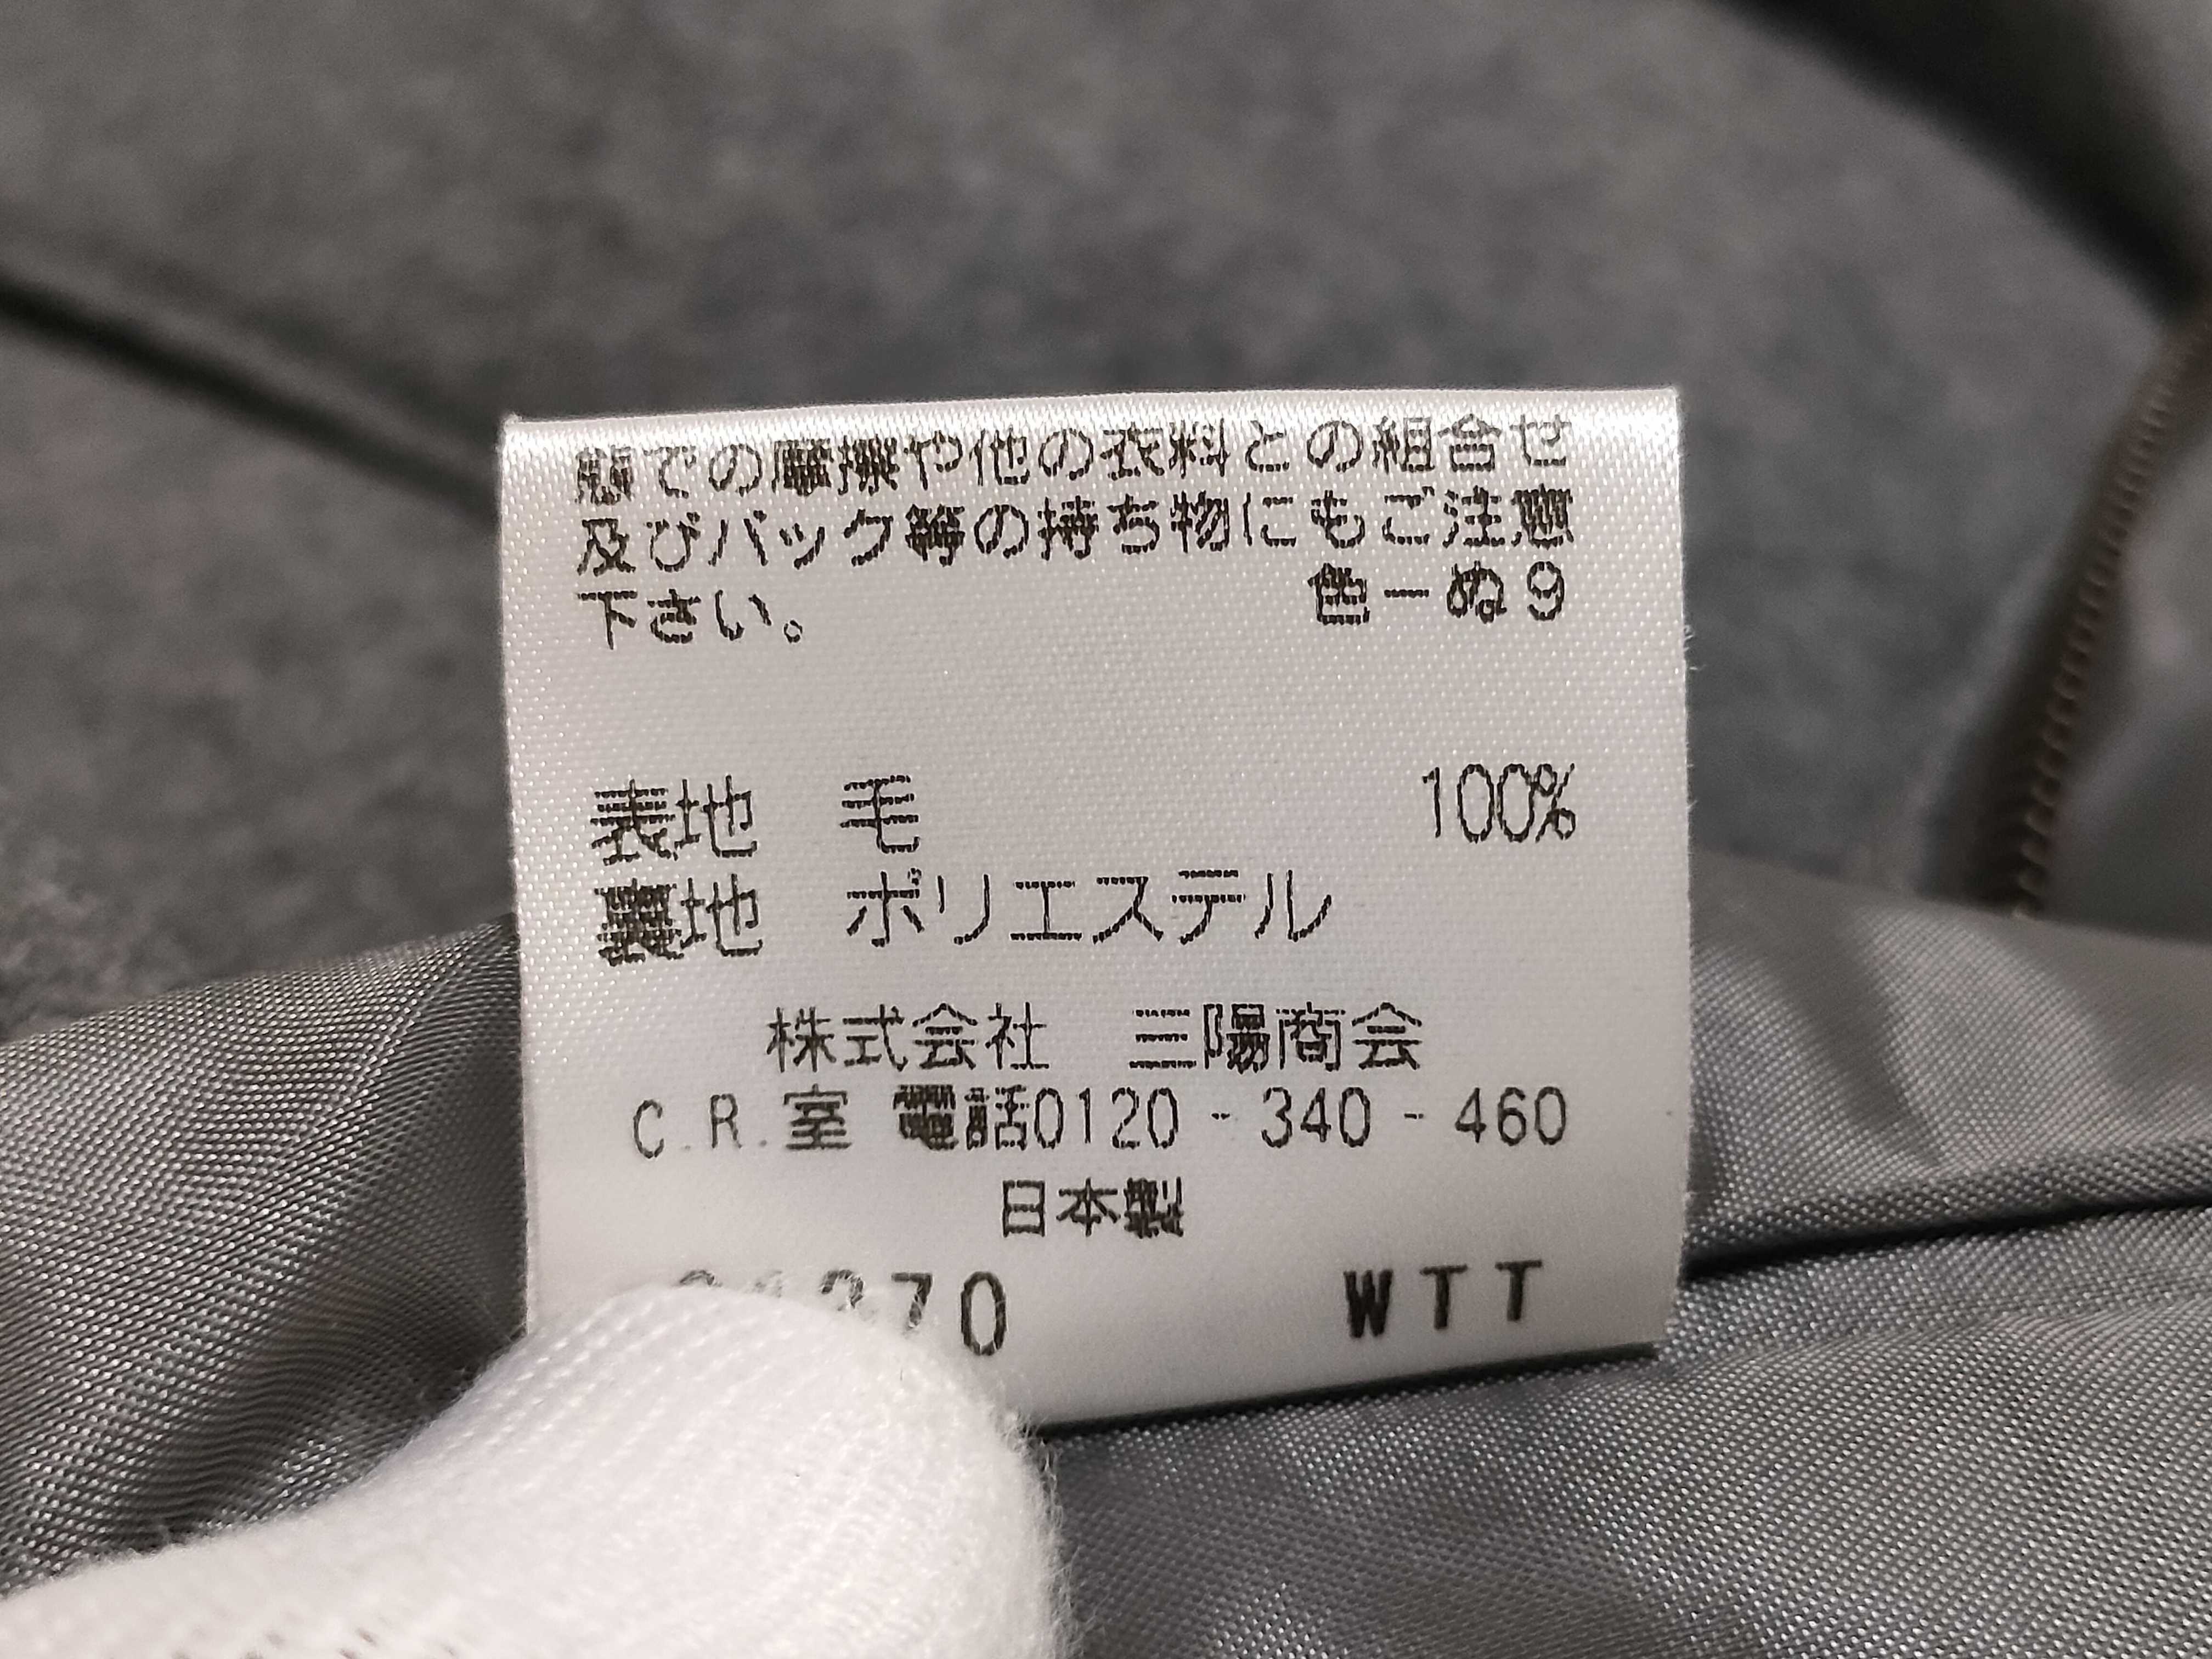 態での摩擦や他の衣料との組合せ
及びバック等の持ち物にもご注意
下さい。
色－ぬ9
表地 毛 100%
裏地 ポリエステル
株式会社 三陽商会
C.R.室 電話0120-340-460
日本製
70 WTT